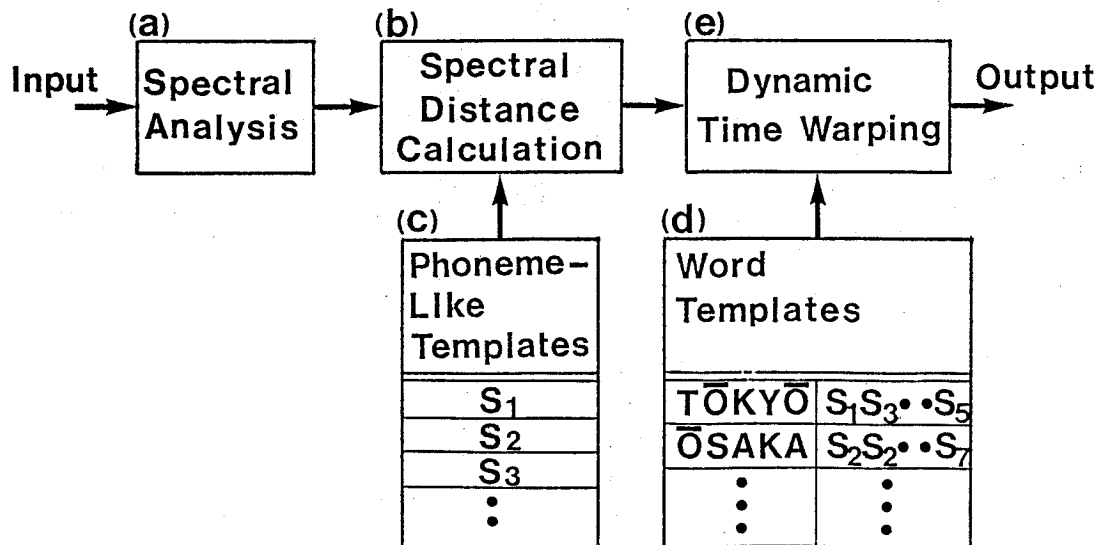 (a)
Input
Spectral
Analysis
(b)
Spectral
Distance
Calculation
(e)
Dynamic
Time Warping
Output
(c)
Phoneme-
LIke
Templates
S1
S2
S3
(d)
Word
Templates
TŌKYŌ S1S3••S5
ŌSAKA S2S2••S7